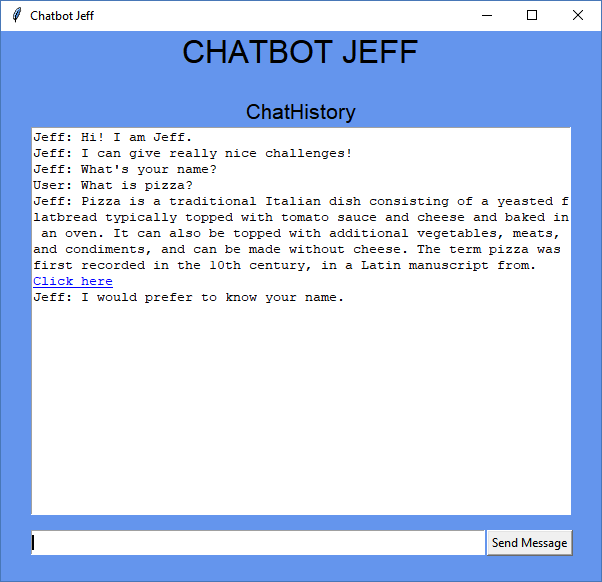 Chatbot Jeff
CHATBOT JEFF
ChatHistory
Jeff: Hi! I am Jeff.
Jeff: I can give really nice challenges!
Jeff: What's your name?
User: What is pizza?
Jeff: Pizza is a traditional Italian dish consisting of a yeasted f
latbread typically topped with tomato sauce and cheese and baked in
 an oven. It can also be topped with additional vegetables, meats,
and condiments, and can be made without cheese. The term pizza was
first recorded in the 10th century, in a Latin manuscript from.
Click here
Jeff: I would prefer to know your name.
Send Message